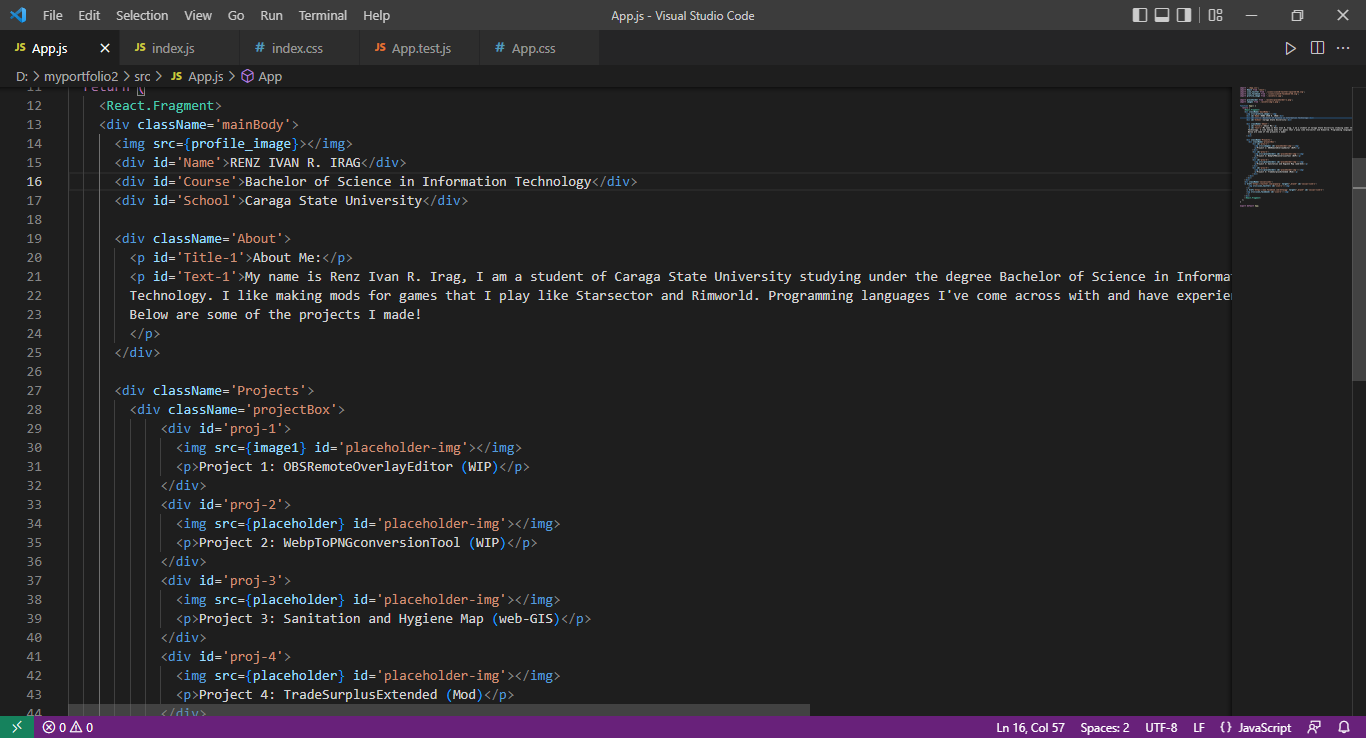 File Edit Selection View Go Run Terminal Help App.js - Visual Studio Code
JS App.js JS index.js # index.css JS App.test.js # App.css
D: > myportfolio2 > src > JS App.js > App
11 return (
12 <React.Fragment>
13 <div className='mainBody'>
14 <img src={profile_image}></img>
15 <div id='Name'>RENZ IVAN R. IRAG</div>
16 <div id='Course'>Bachelor of Science in Information Technology</div>
17 <div id='School'>Caraga State University</div>
18
19 <div className='About'>
20 <p id='Title-1'>About Me:</p>
21 <p id='Text-1'>My name is Renz Ivan R. Irag, I am a student of Caraga State University studying under the degree Bachelor of Science in Informa
22 Technology. I like making mods for games that I play like Starsector and Rimworld. Programming languages I've come across with and have experie
23 Below are some of the projects I made!
24 </p>
25 </div>
26
27 <div className='Projects'>
28 <div className='projectBox'>
29 <div id='proj-1'>
30 <img src={image1} id='placeholder-img'></img>
31 <p>Project 1: OBSRemoteOverlayEditor (WIP)</p>
32 </div>
33 <div id='proj-2'>
34 <img src={placeholder} id='placeholder-img'></img>
35 <p>Project 2: WebpToPNGconversionTool (WIP)</p>
36 </div>
37 <div id='proj-3'>
38 <img src={placeholder} id='placeholder-img'></img>
39 <p>Project 3: Sanitation and Hygiene Map (web-GIS)</p>
40 </div>
41 <div id='proj-4'>
42 <img src={placeholder} id='placeholder-img'></img>
43 <p>Project 4: TradeSurplusExtended (Mod)</p>
44 </div>
0 0 Ln 16, Col 57 Spaces: 2 UTF-8 LF {} JavaScript